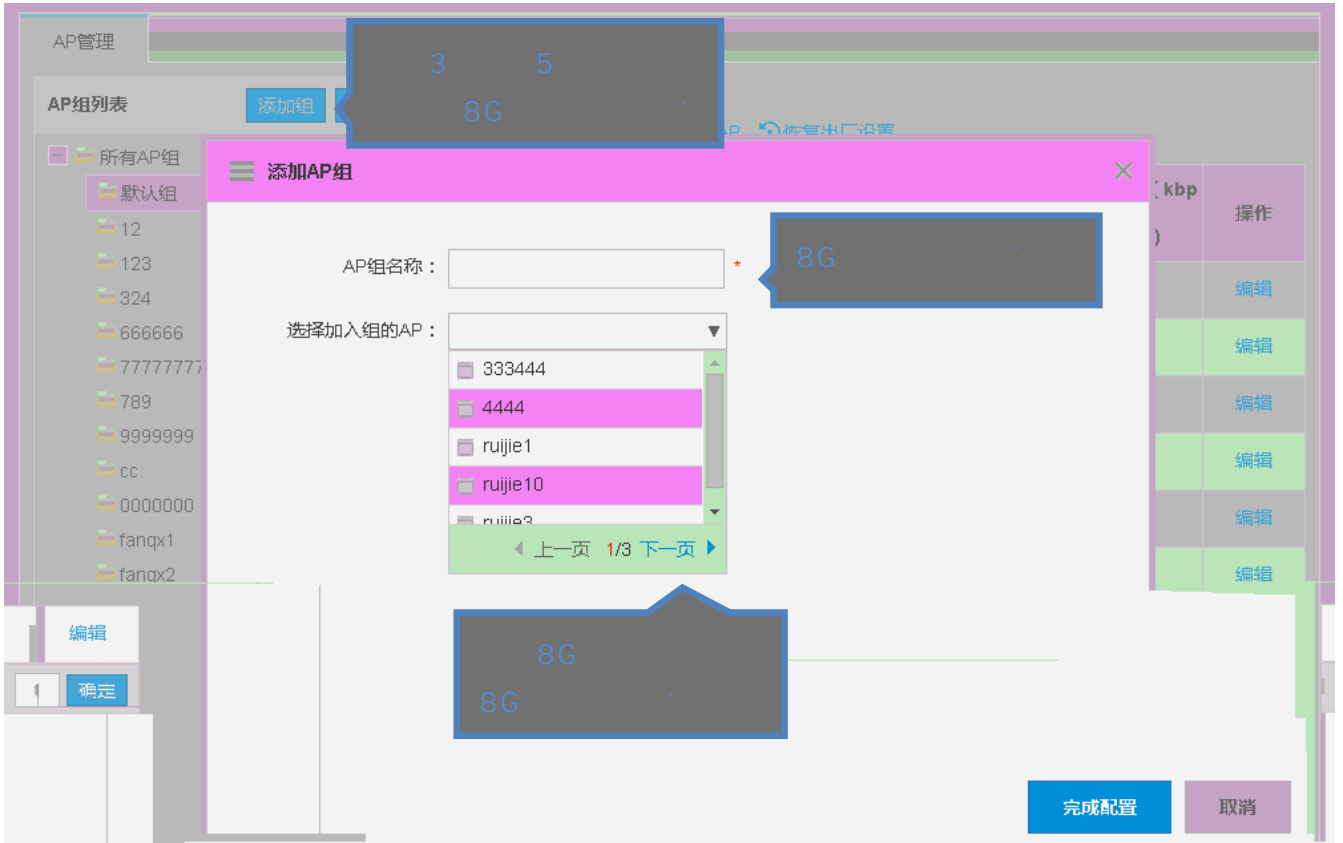 AP管理
3 5
8G
AP组列表
添加组
恢复出厂设置
所有AP组
默认组
12
123
324
666666
77777777
789
9999999
cc
0000000
fanqx1
fanqx2
添加AP组
( kbp
)
操作
编辑
编辑
编辑
编辑
编辑
编辑
AP组名称：
*
8G
选择加入组的AP：
333444
4444
ruijie1
ruijie10
ruijie3
上一页 1/3 下一页
8G
8G
编辑
1 确定
完成配置
取消